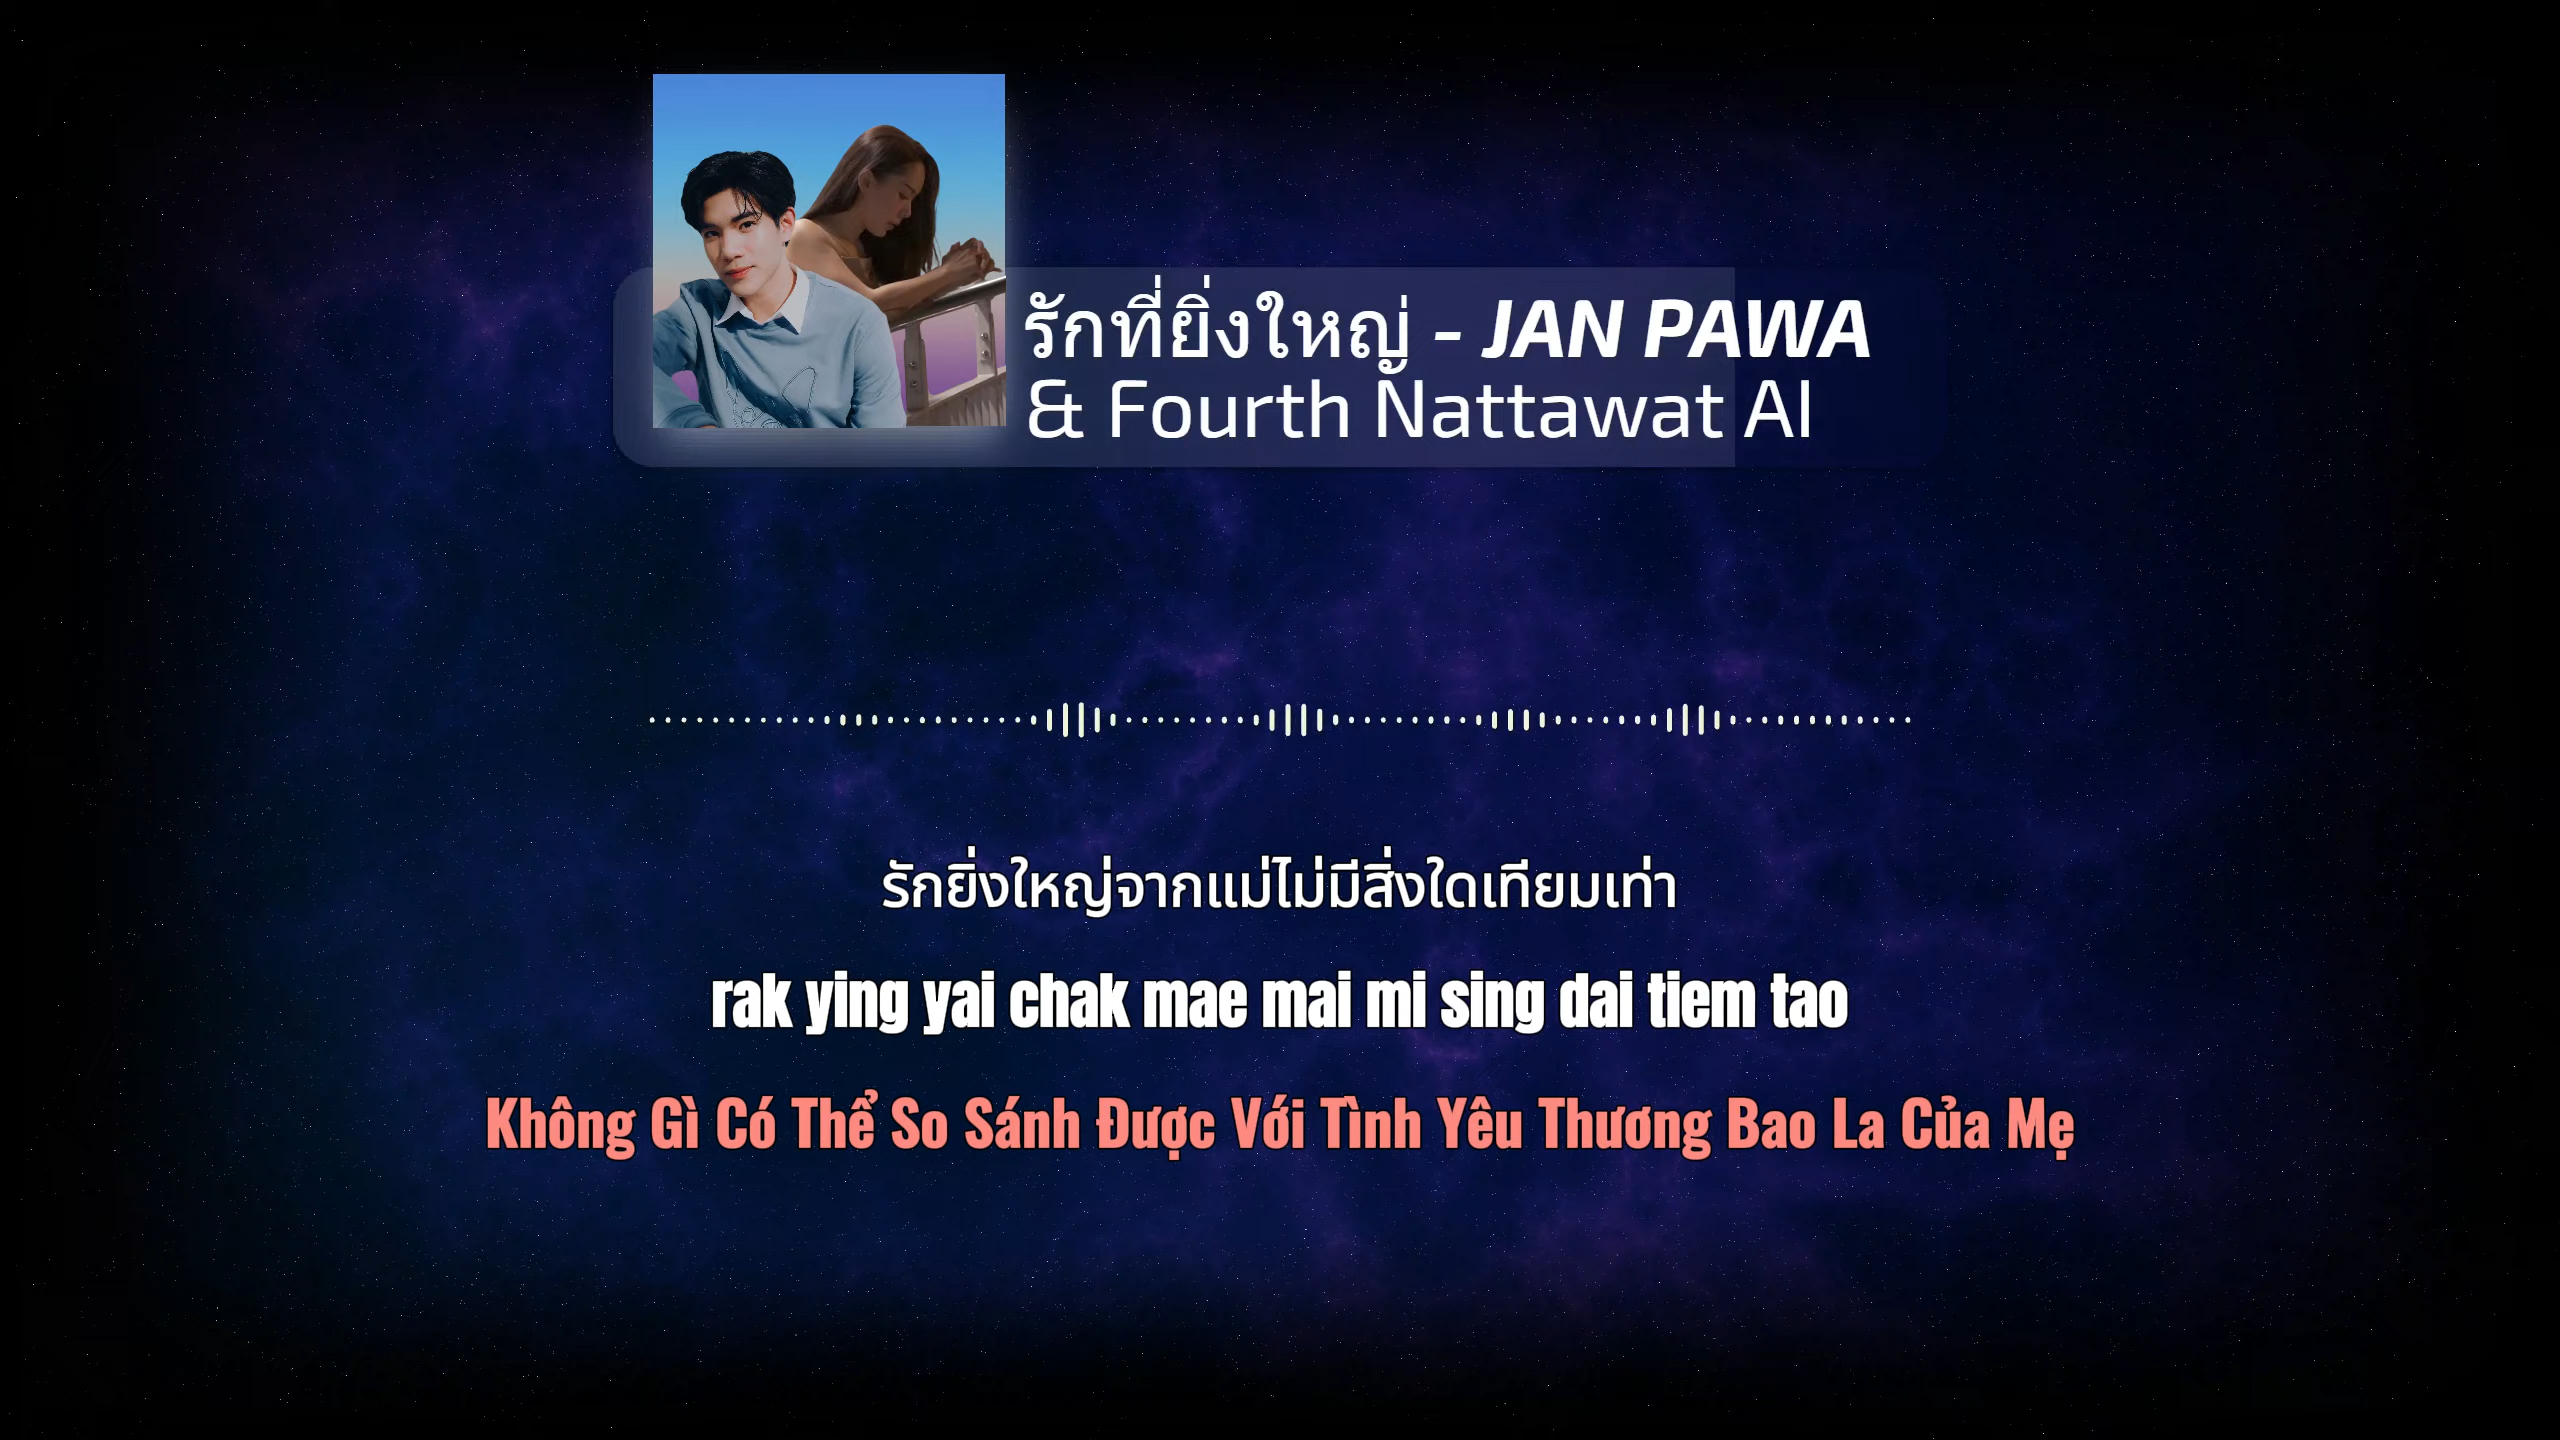 รักที่ยิ่งใหญ่ - JAN PAWA
& Fourth Nattawat AI
รักยิ่งใหญ่จากแม่ไม่มีสิ่งใดเทียมเท่า
rak ying yai chak mae mai mi sing dai tiem tao
Không Gì Có Thể So Sánh Được Với Tình Yêu Thương Bao La Của Mẹ